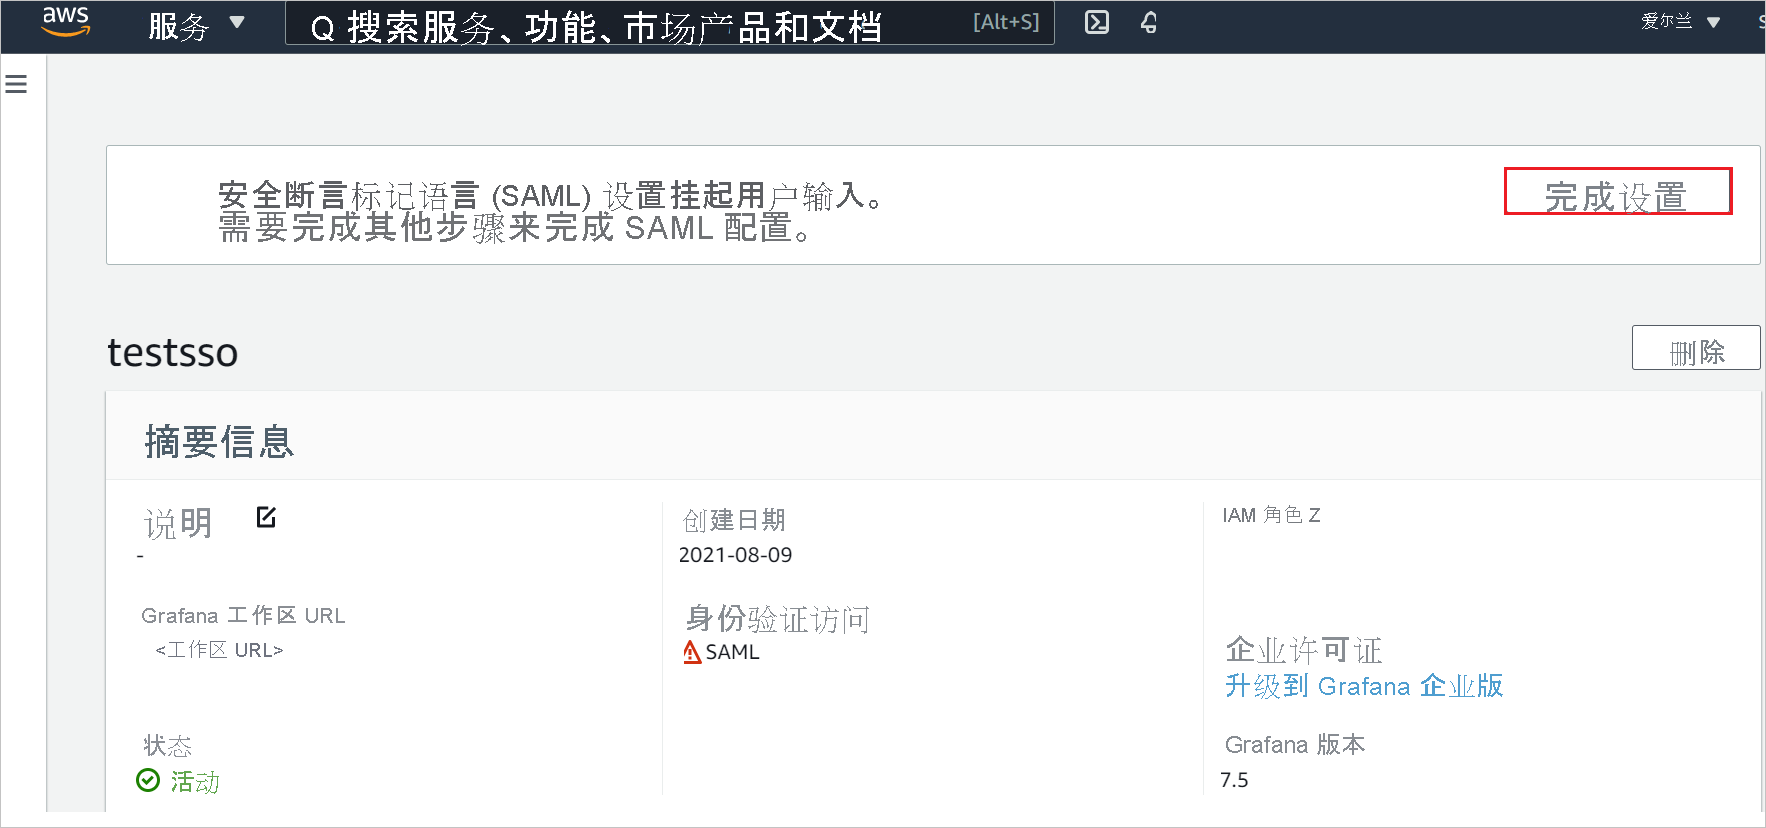 aws 服务 Q 搜索服务、功能、市场产品和文档 [Alt+S] 爱尔兰
安全断言标记语言 (SAML) 设置挂起用户输入。
完成设置
需要完成其他步骤来完成 SAML 配置。
testsso
删除
摘要信息
说明
-
Grafana 工作区 URL
<工作区 URL>
状态
活动
创建日期
2021-08-09
身份验证访问
SAML
IAM 角色 Z
企业许可证
升级到 Grafana 企业版
Grafana 版本
7.5